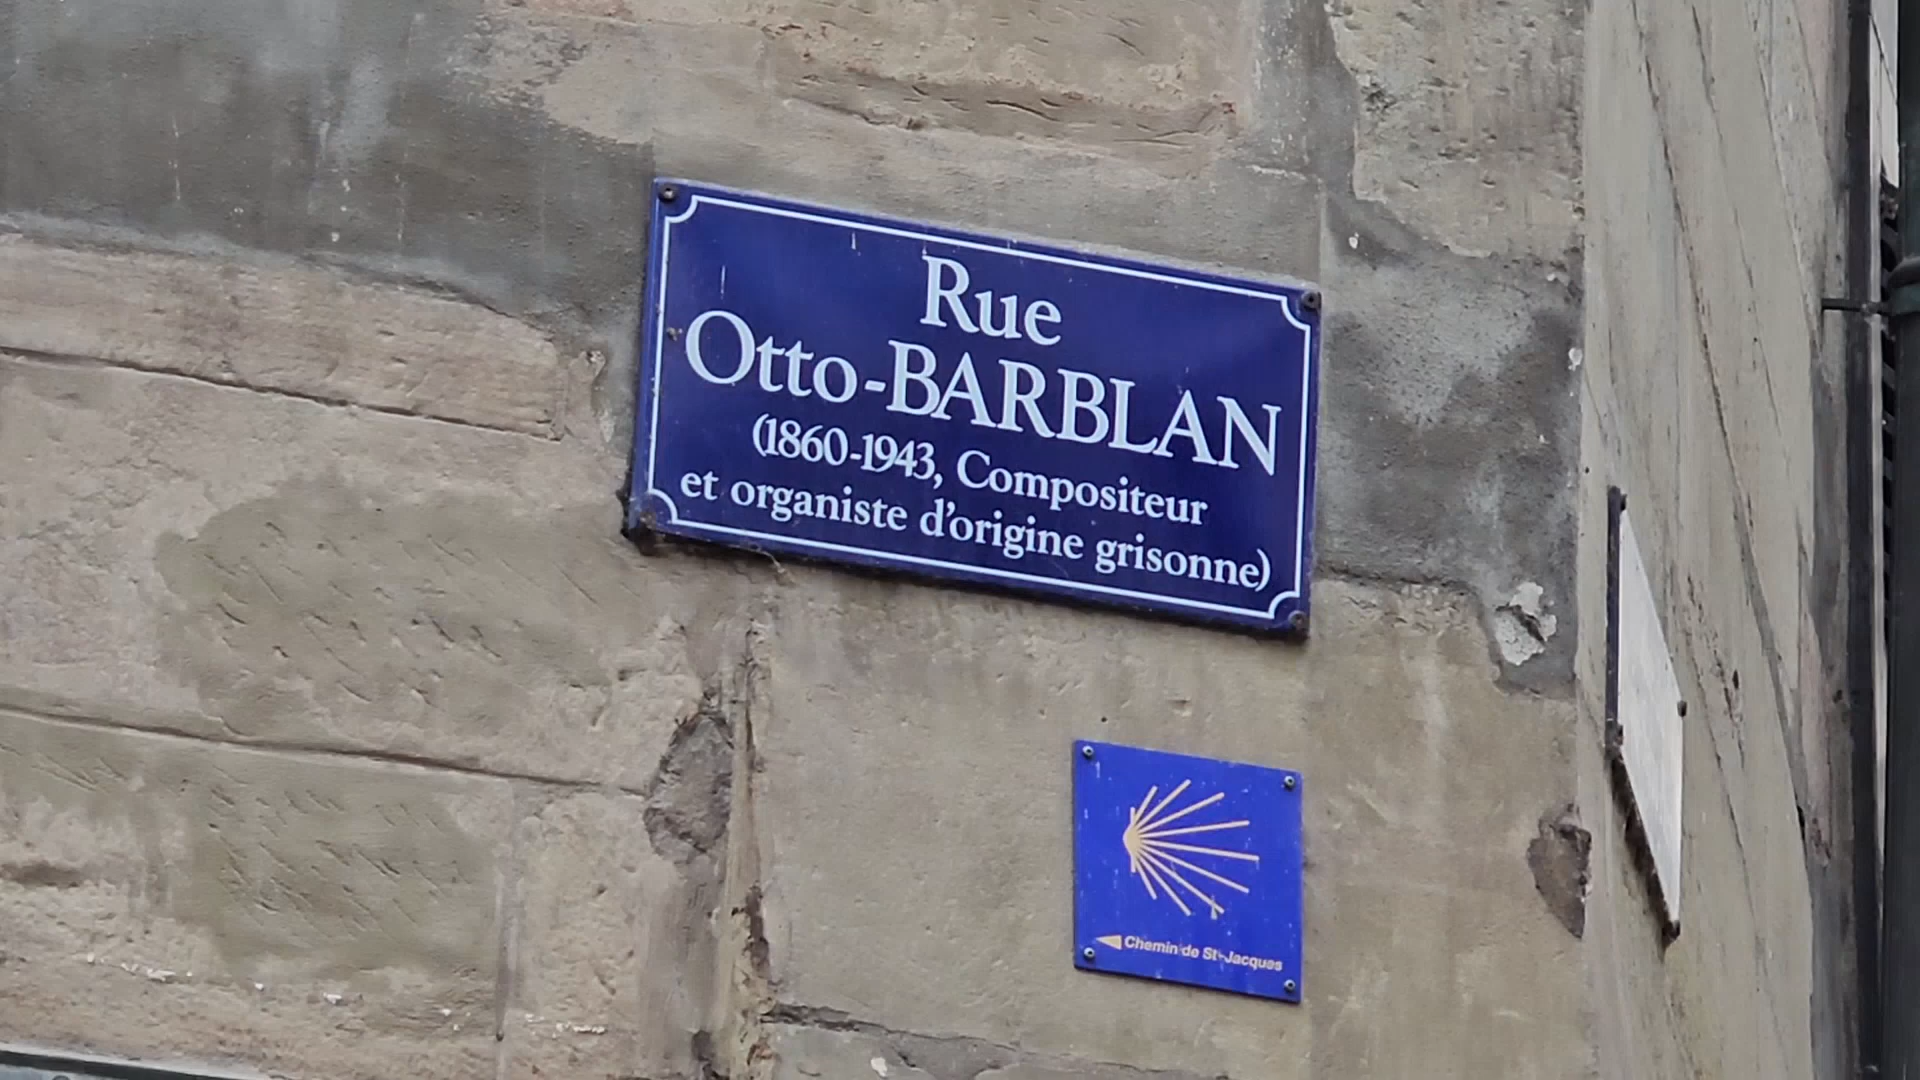 Rue
Otto-BARBLAN
(1860-1943, Compositeur
et organiste d'origine grisonne)
Chemin de St-Jacques